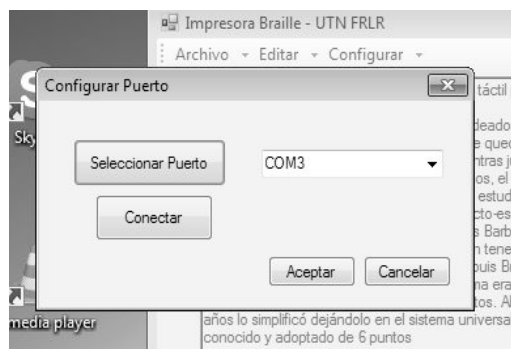 Impresora Braille - UTN FRLR
Archivo Editar Configurar
Configurar Puerto
táctil
Seleccionar Puerto COM3
Conectar
Aceptar Cancelar
años lo simplificó dejándolo en el sistema
conocido y adoptado de 6 puntos
media player